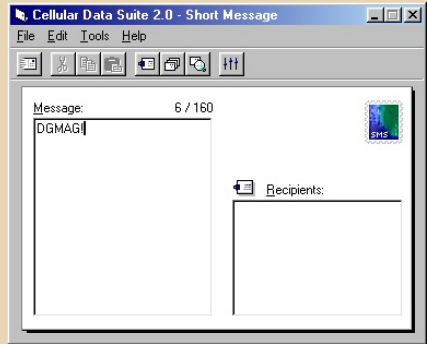 Cellular Data Suite 2.0 - Short Message
File Edit Tools Help
Message: 6 / 160
DGMAG!
SMS
Recipients: